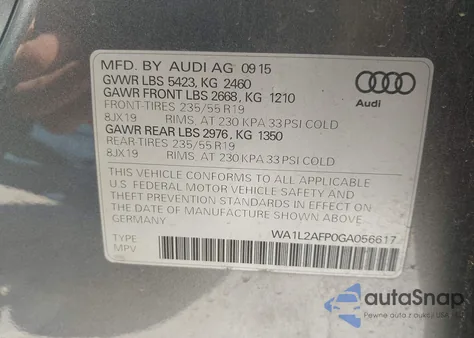 MFD. BY AUDI AG 09 15
GVWR LBS 5423, KG 2460
GAWR FRONT LBS 2668, KG 1210
FRONT-TIRES 235/55 R19
8JX19 RIMS. AT 230 KPA 33 PSI COLD
GAWR REAR LBS 2976, KG 1350
REAR TIRES 235/55 R19
8JX19 RIMS. AT 230 KPA 33 PSI COLD
Audi
THIS VEHICLE CONFORMS TO ALL APPLICABLE
U.S. FEDERAL MOTOR VEHICLE SAFETY AND
THEFT PREVENTION STANDARDS IN EFFECT
ON THE DATE OF MANUFACTURE SHOWN ABOVE
WA1L2AFP0GA056617
TYPE
MPV
autoSnap
Pewne auto z USA